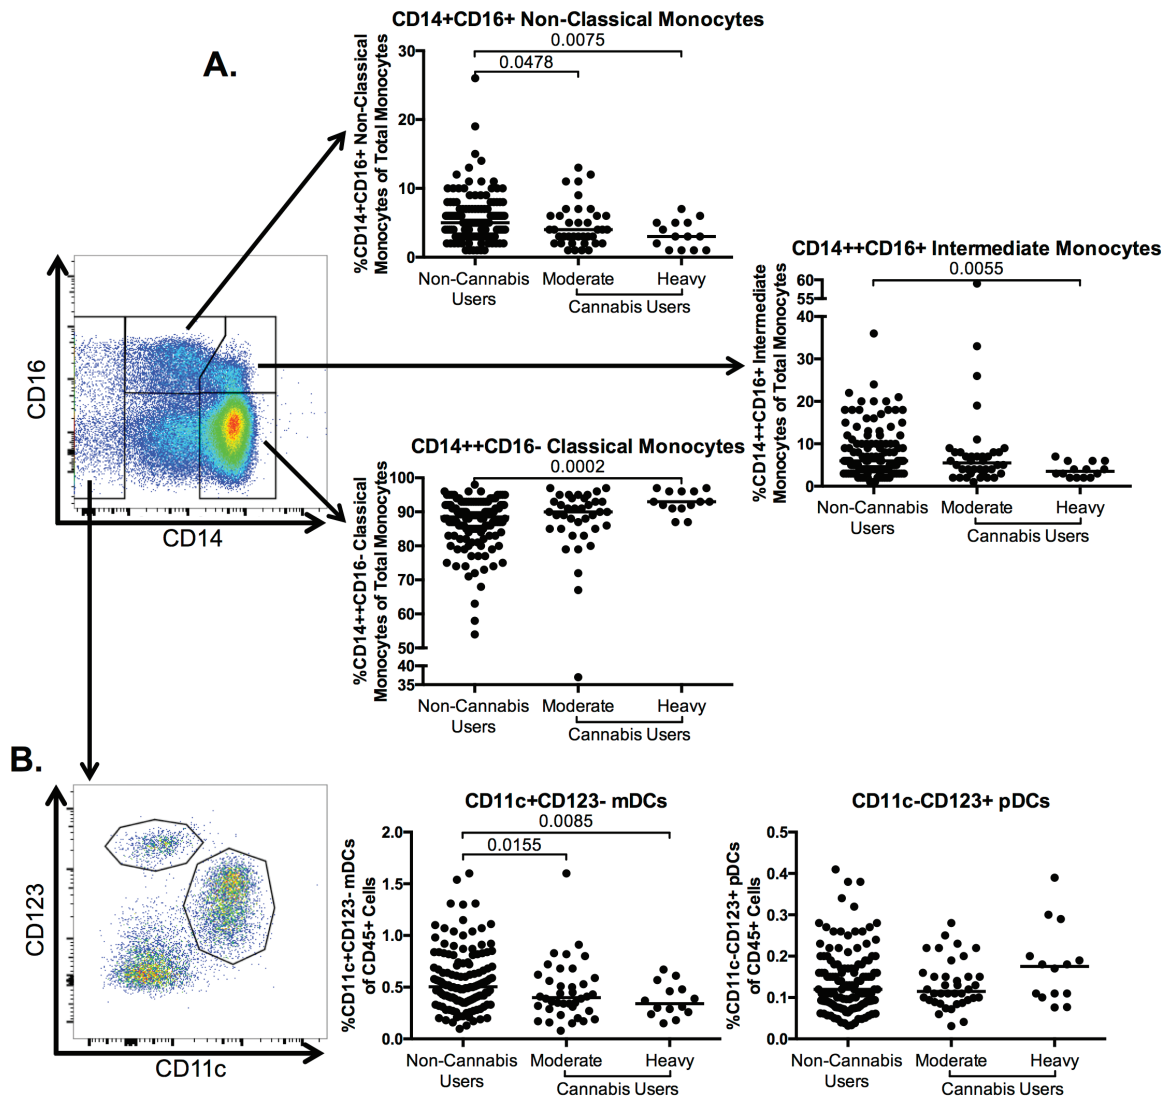 A.
CD14+CD16+ Non-Classical Monocytes
%CD14+CD16+ Non-Classical
Monocytes of Total Monocytes
0.0075
0.0478
30
20
10
0
Non-Cannabis
Users
Moderate
Heavy
Cannabis Users
CD16
CD14
CD14++CD16+ Intermediate Monocytes
%CD14++CD16+ Intermediate
Monocytes of Total Monocytes
0.0055
60
55
40
30
20
10
0
Non-Cannabis
Users
Moderate
Heavy
Cannabis Users
CD14++CD16- Classical Monocytes
%CD14++CD16- Classical
Monocytes of Total Monocytes
0.0002
100
90
80
70
60
50
40
35
Non-Cannabis
Users
Moderate
Heavy
Cannabis Users
B.
CD123
CD11c
CD11c+CD123- mDCs
%CD11c+CD123- mDCs
of CD45+ Cells
0.0085
0.0155
2.0
1.5
1.0
0.5
0.0
Non-Cannabis
Users
Moderate
Heavy
Cannabis Users
CD11c-CD123+ pDCs
%CD11c-CD123+ pDCs
of CD45+ Cells
0.5
0.4
0.3
0.2
0.1
0.0
Non-Cannabis
Users
Moderate
Heavy
Cannabis Users